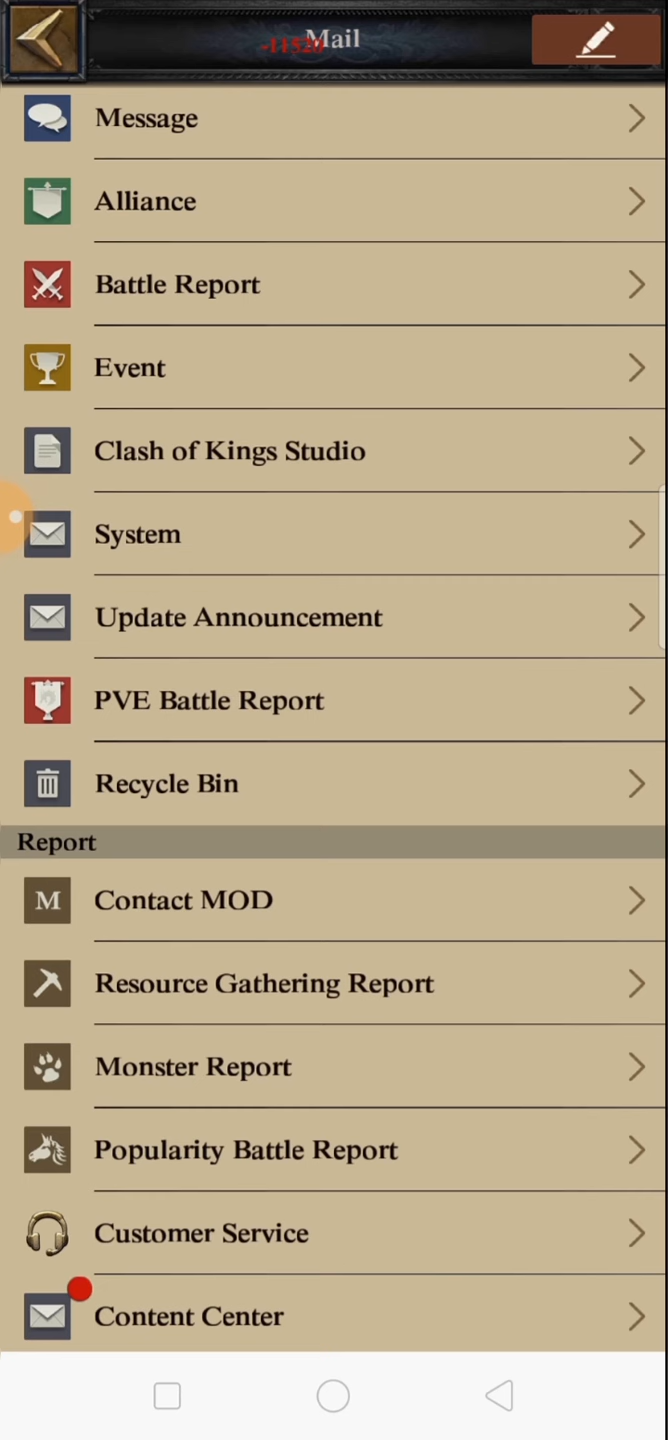 Mail
-11520
Message
Alliance
Battle Report
Event
Clash of Kings Studio
System
Update Announcement
PVE Battle Report
Recycle Bin
Report
M Contact MOD
Resource Gathering Report
Monster Report
Popularity Battle Report
Customer Service
Content Center